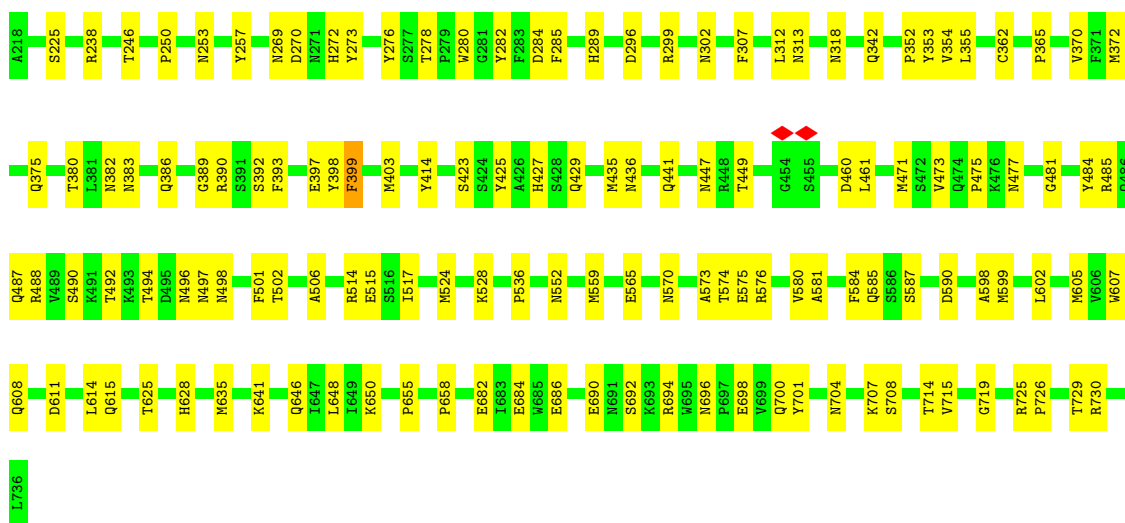 A218 S225 R238 T246 P250 N253 Y257 N269 D270 N271 H272 Y273 Y276 S277 T278 P279 W280 G281 Y282 F283 D284 F285 H289 D296 R299 N302 F307 L312 N313 N318 Q342 P352 Y353 V354 L355 C362 P365 V370 F371 M372
Q375 T380 L381 N382 N383 Q386 G389 R390 S391 S392 F393 E397 Y398 F399 M403 Y414 S423 S424 Y425 A426 H427 S428 Q429 M435 N436 Q441 N447 R448 T449 G454 S455 D460 L461 M471 S472 V473 Q474 P475 K476 N477 G481 Y484 R485
Q487 R488 V489 S490 K491 T492 K493 T494 D495 N496 N497 N498 F501 T502 A506 R514 E515 S516 I517 M524 K528 P536 N552 M559 E565 N570 A573 T574 E575 R576 V580 A581 F584 Q585 S586 S587 D590 A598 M599 L602 M605 V606 W607
Q608 D611 L614 Q615 T625 H628 M635 K641 Q646 I647 L648 I649 K650 P655 P658 E682 I683 E684 W685 E686 E690 N691 S692 K693 R694 W695 N696 P697 E698 V699 Q700 Y701 N704 K707 S708 T714 V715 G719 R725 P726 T729 R730
L736